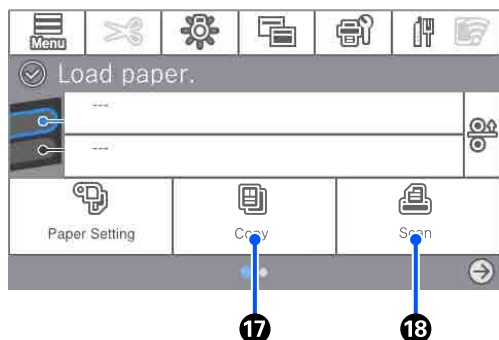 Menu
Load paper.
---
---
Paper Setting
Copy
Scan
17
18